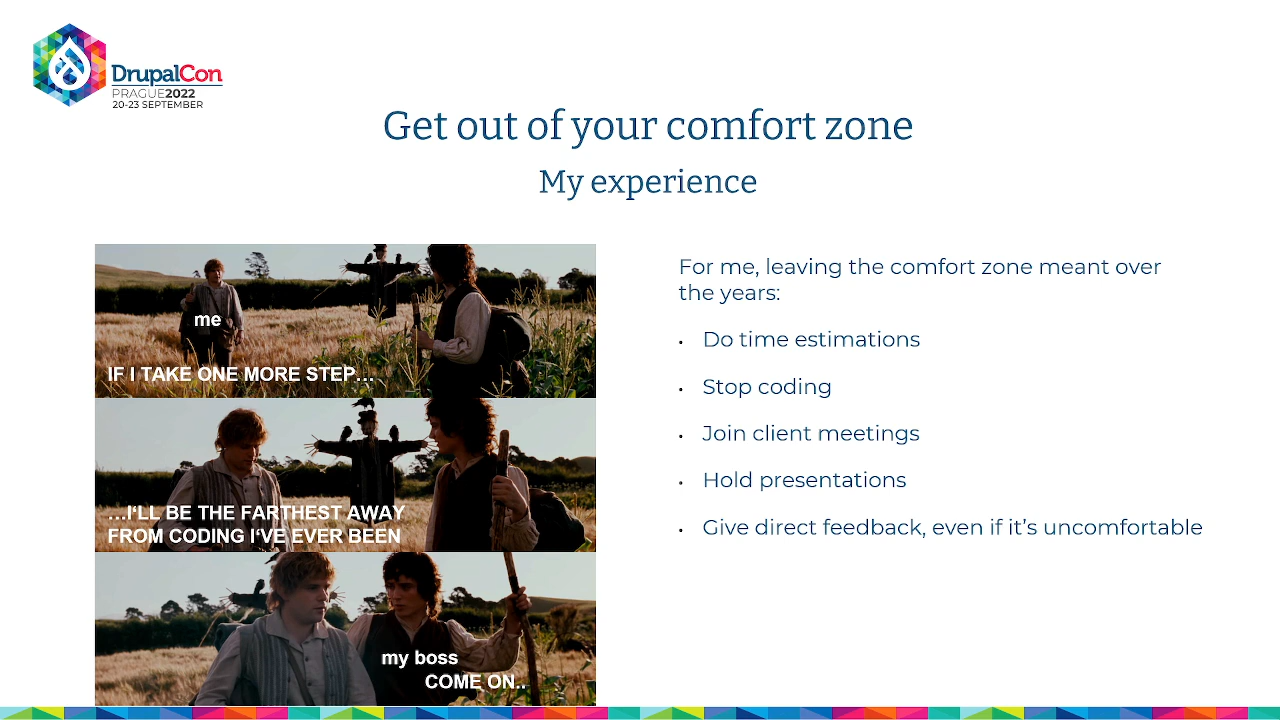 DrupalCon
PRAGUE2022
20-23 SEPTEMBER
Get out of your comfort zone
My experience
me
IF I TAKE ONE MORE STEP...
...I‘LL BE THE FARTHEST AWAY
FROM CODING I‘VE EVER BEEN
my boss
COME ON..
For me, leaving the comfort zone meant over
the years:
• Do time estimations
• Stop coding
• Join client meetings
• Hold presentations
• Give direct feedback, even if it’s uncomfortable